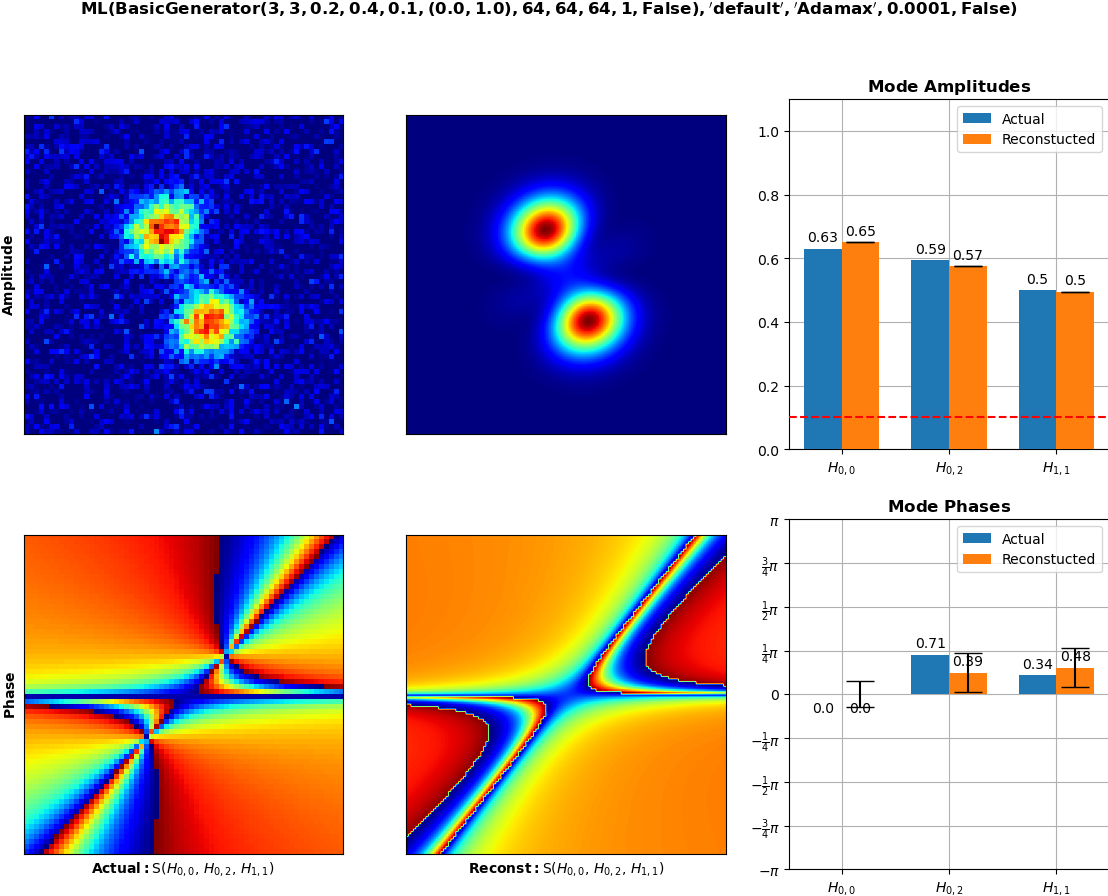 ML(BasicGenerator(3, 3, 0.2, 0.4, 0.1, (0.0, 1.0), 64, 64, 64, 1, False), 'default', 'Adamax', 0.0001, False)
Amplitude
Mode Amplitudes
Actual
Reconstucted
1.0
0.8
0.6
0.4
0.2
0.0
0.63
0.65
0.59
0.57
0.5
0.5
H0,0
H0,2
H1,1
Phase
Actual: S(H0,0, H0,2, H1,1)
Reconst: S(H0,0, H0,2, H1,1)
Mode Phases
Actual
Reconstucted
π
3/4π
1/2π
1/4π
0
−1/4π
−1/2π
−3/4π
−π
0.0
0.0
0.71
0.39
0.34
0.48
H0,0
H0,2
H1,1